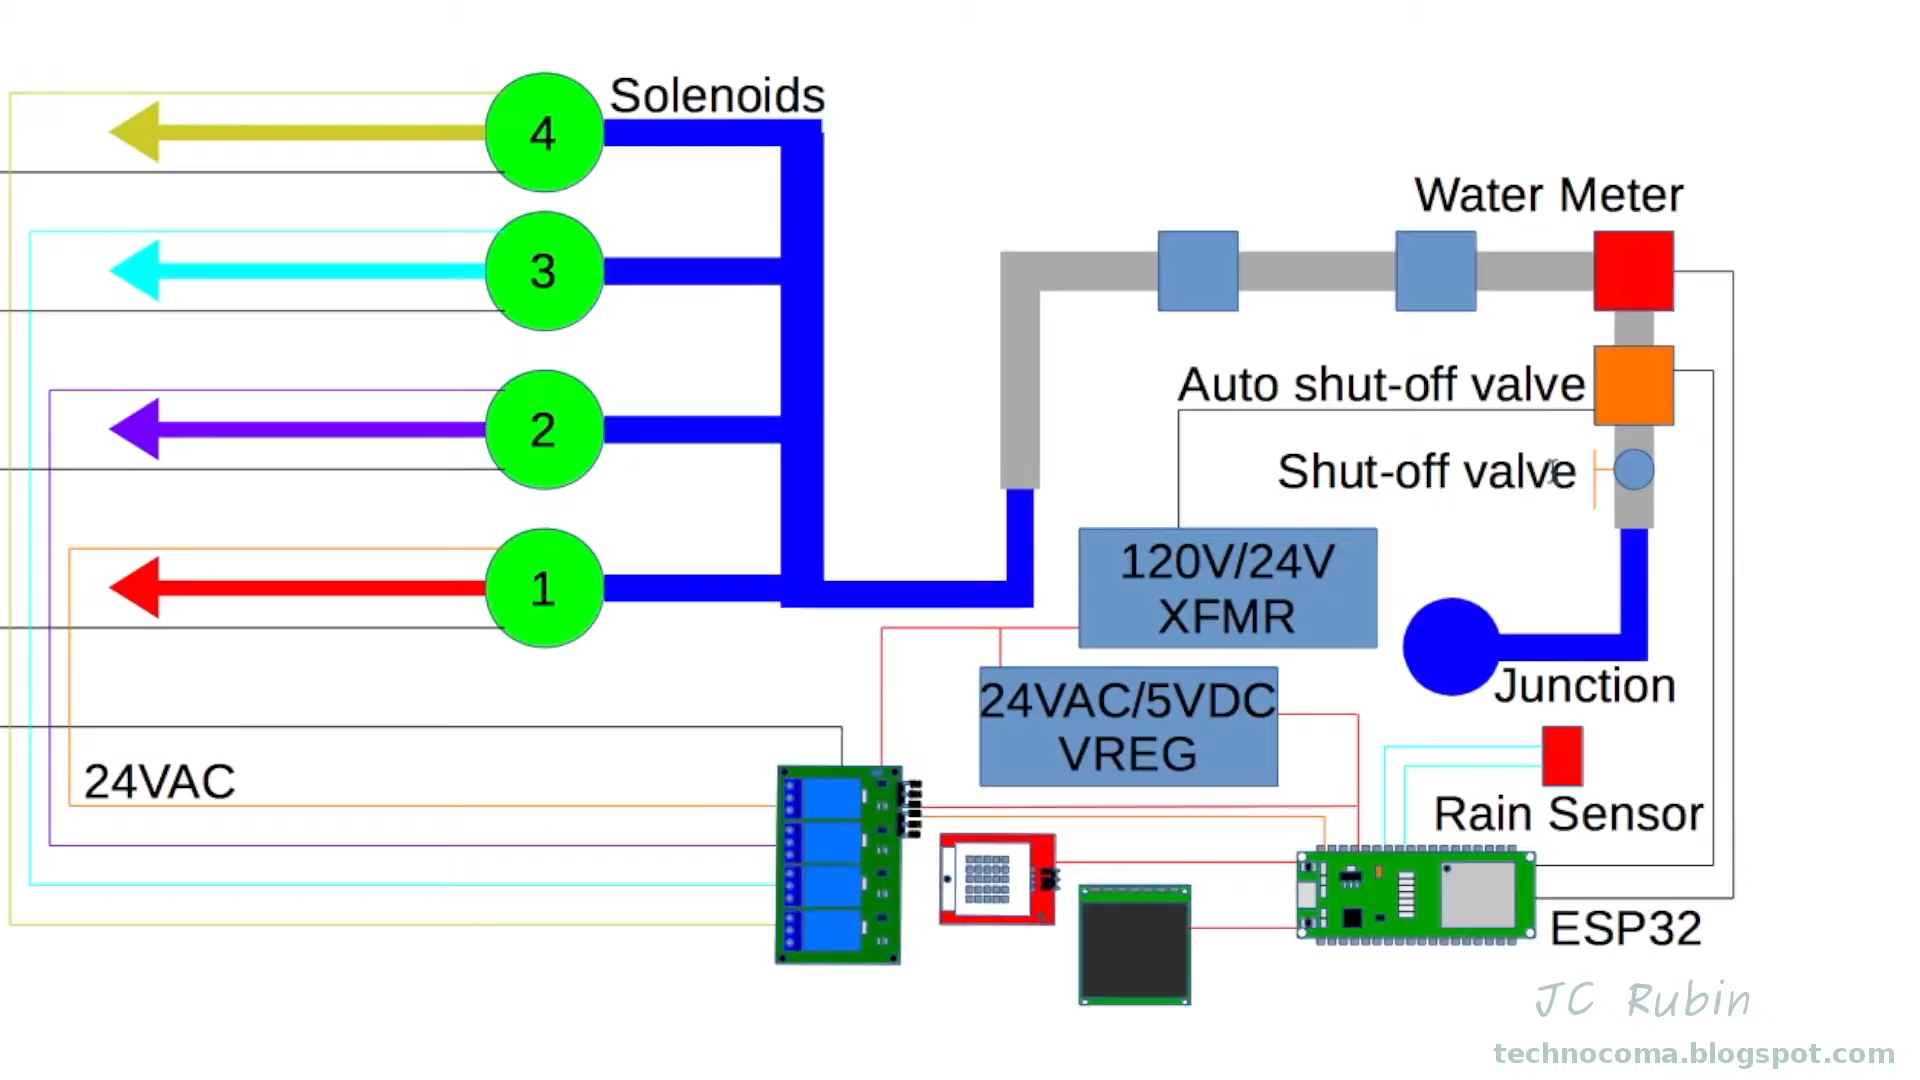 Solenoids
4
3
2
1
Water Meter
Auto shut-off valve
Shut-off valve
120V/24V
XFMR
24VAC/5VDC
VREG
Junction
24VAC
Rain Sensor
ESP32
JC Rubin
technocoma.blogspot.com